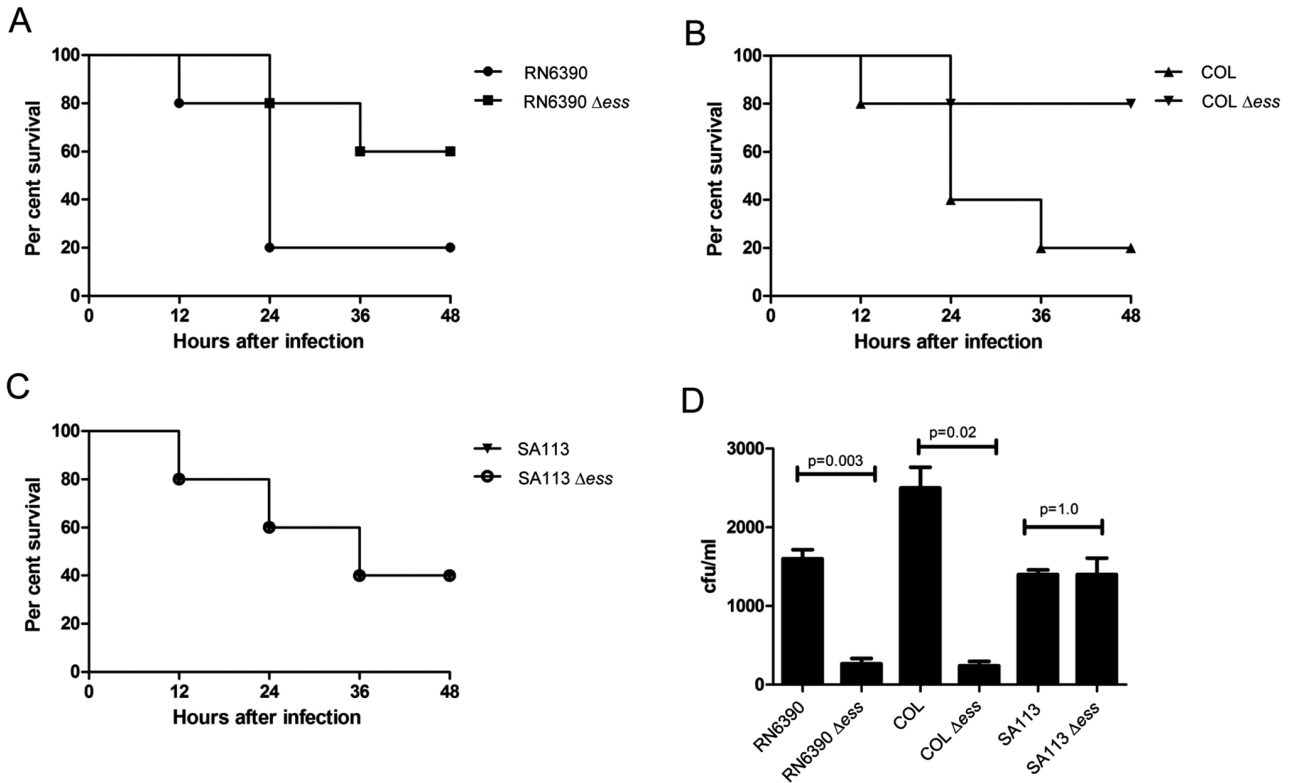 A
100
80
60
40
20
0
Per cent survival
0 12 24 36 48
Hours after infection
RN6390
RN6390 Δess
B
100
80
60
40
20
0
Per cent survival
0 12 24 36 48
Hours after infection
COL
COL Δess
C
100
80
60
40
20
0
Per cent survival
0 12 24 36 48
Hours after infection
SA113
SA113 Δess
D
3000
2000
1000
0
cfu/ml
p=0.003
p=0.02
p=1.0
RN6390
RN6390 Δess
COL
COL Δess
SA113
SA113 Δess